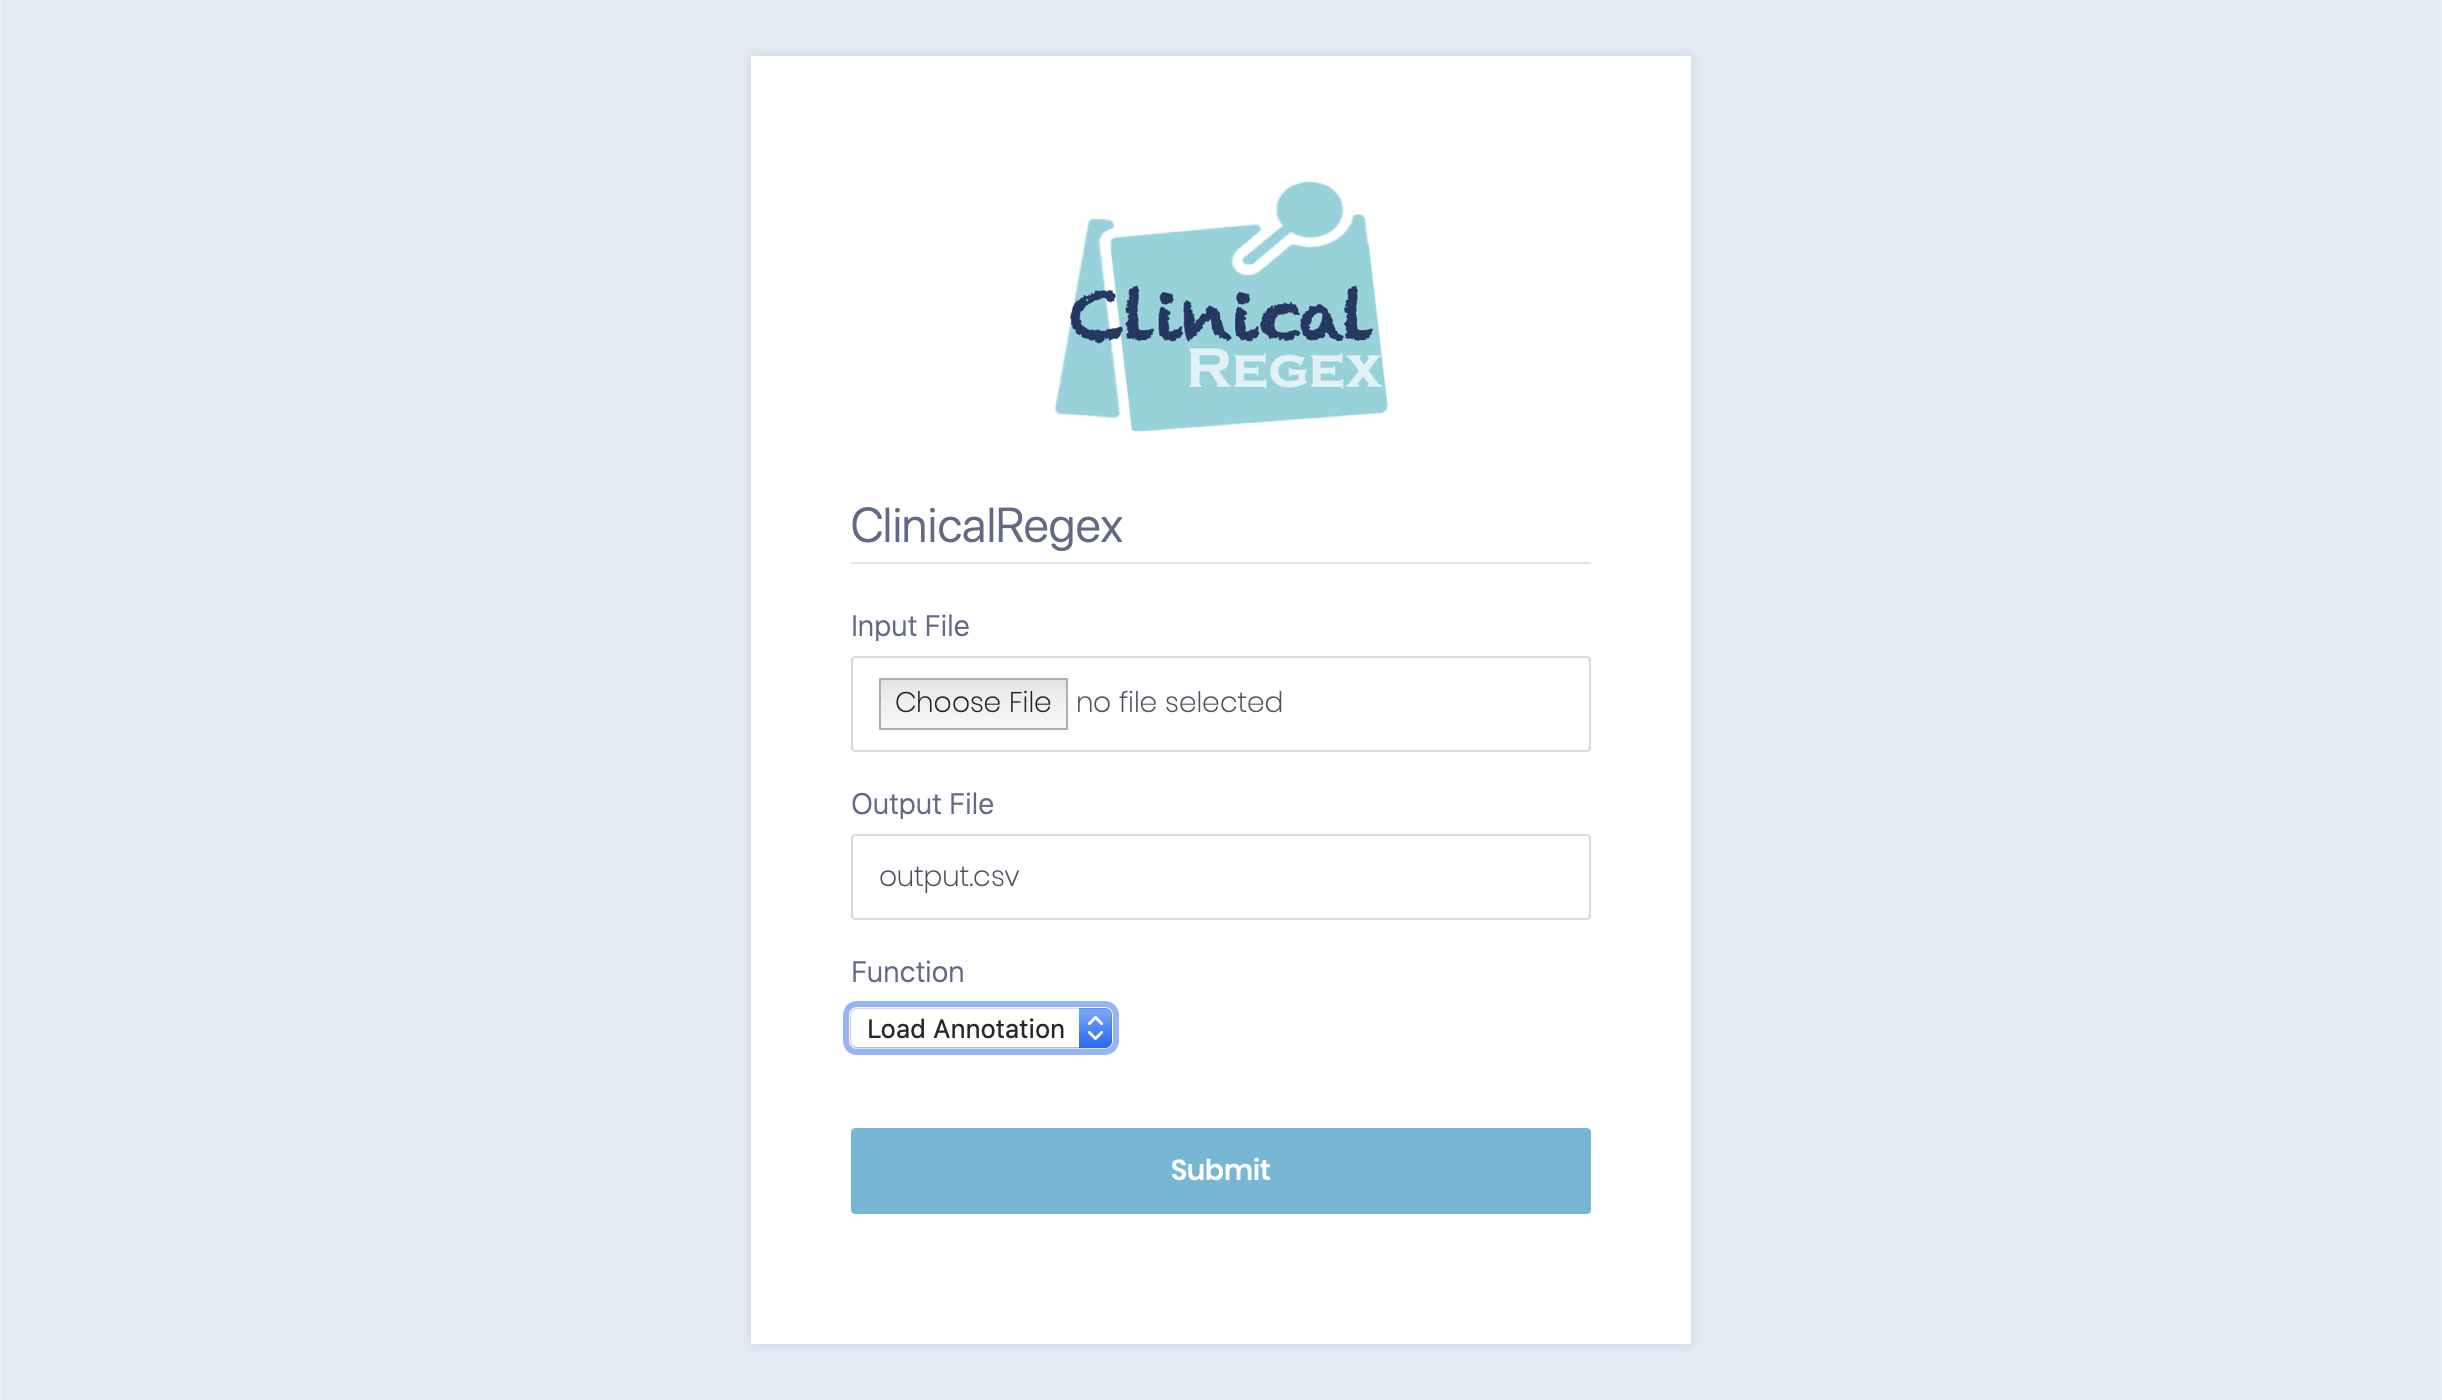 Clinical
REGEX
ClinicalRegex
Input File
Choose File no file selected
Output File
output.csv
Function
Load Annotation
Submit